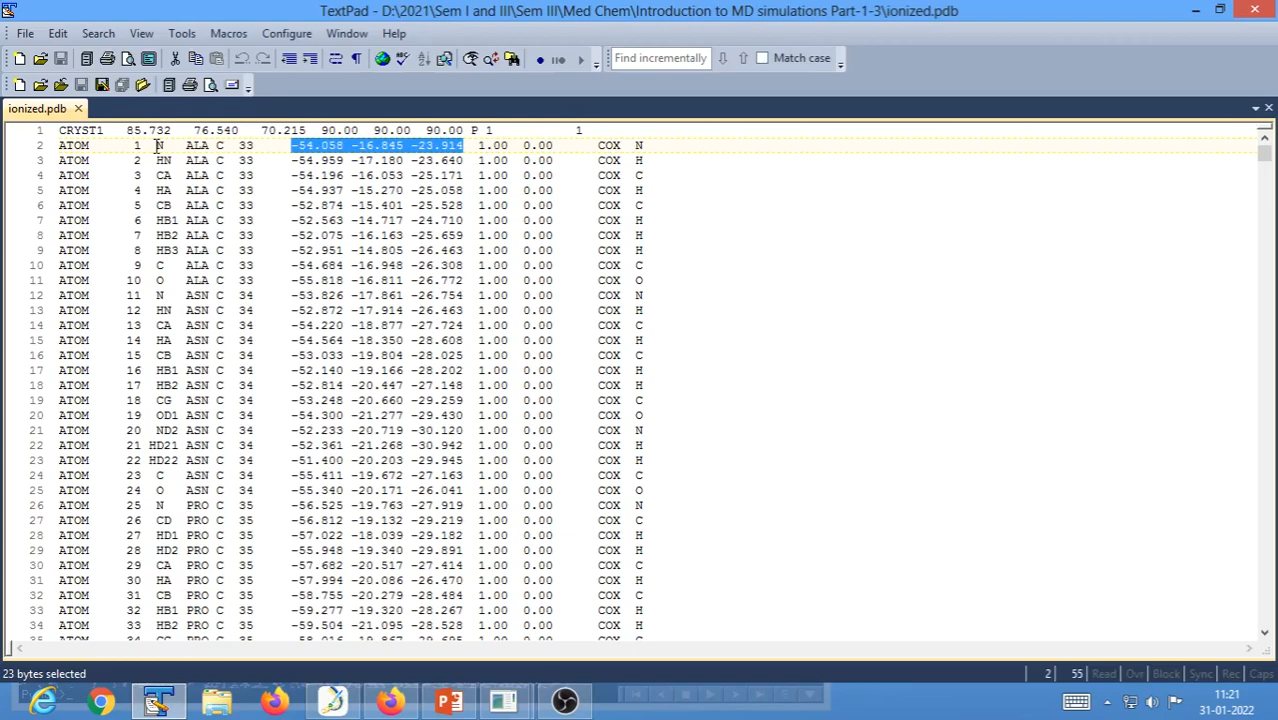 TextPad - D:\2021\Sem I and III\Sem III\Med Chem\Introduction to MD simulations Part-1-3\ionized.pdb
File Edit Search View Tools Macros Configure Window Help
Find incrementally Match case
ionized.pdb
1 CRYST1 85.732 76.540 70.215 90.00 90.00 90.00 P 1 1
2 ATOM 1 N ALA C 33 -54.058 -16.845 -23.914 1.00 0.00 COX N
3 ATOM 2 HN ALA C 33 -54.959 -17.180 -23.640 1.00 0.00 COX H
4 ATOM 3 CA ALA C 33 -54.196 -16.053 -25.171 1.00 0.00 COX C
5 ATOM 4 HA ALA C 33 -54.937 -15.270 -25.058 1.00 0.00 COX H
6 ATOM 5 CB ALA C 33 -52.874 -15.401 -25.528 1.00 0.00 COX C
7 ATOM 6 HB1 ALA C 33 -52.563 -14.717 -24.710 1.00 0.00 COX H
8 ATOM 7 HB2 ALA C 33 -52.075 -16.163 -25.659 1.00 0.00 COX H
9 ATOM 8 HB3 ALA C 33 -52.951 -14.805 -26.463 1.00 0.00 COX H
10 ATOM 9 C ALA C 33 -54.684 -16.948 -26.308 1.00 0.00 COX C
11 ATOM 10 O ALA C 33 -55.818 -16.811 -26.772 1.00 0.00 COX O
12 ATOM 11 N ASN C 34 -53.826 -17.861 -26.754 1.00 0.00 COX N
13 ATOM 12 HN ASN C 34 -52.872 -17.914 -26.463 1.00 0.00 COX H
14 ATOM 13 CA ASN C 34 -54.220 -18.877 -27.724 1.00 0.00 COX C
15 ATOM 14 HA ASN C 34 -54.564 -18.350 -28.608 1.00 0.00 COX H
16 ATOM 15 CB ASN C 34 -53.033 -19.804 -28.025 1.00 0.00 COX C
17 ATOM 16 HB1 ASN C 34 -52.140 -19.166 -28.202 1.00 0.00 COX H
18 ATOM 17 HB2 ASN C 34 -52.814 -20.447 -27.148 1.00 0.00 COX H
19 ATOM 18 CG ASN C 34 -53.248 -20.660 -29.259 1.00 0.00 COX C
20 ATOM 19 OD1 ASN C 34 -54.300 -21.277 -29.430 1.00 0.00 COX O
21 ATOM 20 ND2 ASN C 34 -52.233 -20.719 -30.120 1.00 0.00 COX N
22 ATOM 21 HD21 ASN C 34 -52.361 -21.268 -30.942 1.00 0.00 COX H
23 ATOM 22 HD22 ASN C 34 -51.400 -20.203 -29.945 1.00 0.00 COX H
24 ATOM 23 C ASN C 34 -55.411 -19.672 -27.163 1.00 0.00 COX C
25 ATOM 24 O ASN C 34 -55.340 -20.171 -26.041 1.00 0.00 COX O
26 ATOM 25 N PRO C 35 -56.525 -19.763 -27.919 1.00 0.00 COX N
27 ATOM 26 CD PRO C 35 -56.812 -19.132 -29.219 1.00 0.00 COX C
28 ATOM 27 HD1 PRO C 35 -57.022 -18.039 -29.182 1.00 0.00 COX H
29 ATOM 28 HD2 PRO C 35 -55.948 -19.340 -29.891 1.00 0.00 COX H
30 ATOM 29 CA PRO C 35 -57.682 -20.517 -27.414 1.00 0.00 COX C
31 ATOM 30 HA PRO C 35 -57.994 -20.086 -26.470 1.00 0.00 COX H
32 ATOM 31 CB PRO C 35 -58.755 -20.279 -28.484 1.00 0.00 COX C
33 ATOM 32 HB1 PRO C 35 -59.277 -19.320 -28.267 1.00 0.00 COX H
34 ATOM 33 HB2 PRO C 35 -59.504 -21.095 -28.528 1.00 0.00 COX H
23 bytes selected 2 55 Read Ovr Block Sync Rec Caps
11:21
31-01-2022